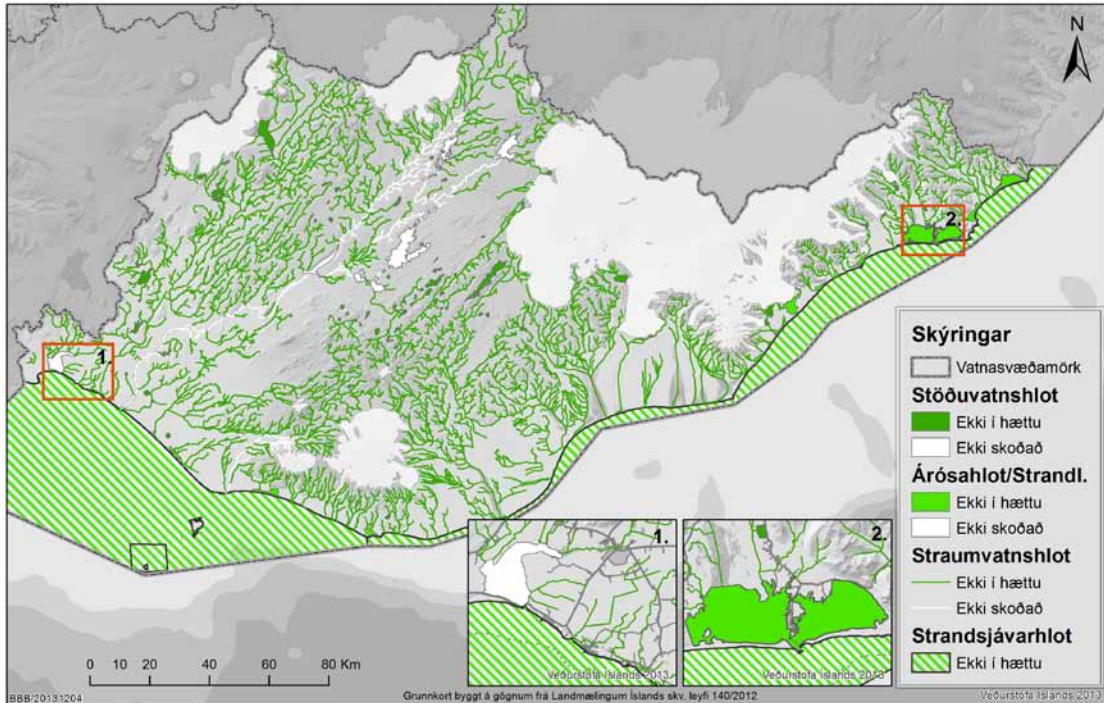 N
1.
2.
Skýringar
Vatnasvæðamörk
Stöðuvatnshlot
Ekki í hættu
Ekki skoðað
Árósahlot/Strandl.
Ekki í hættu
Ekki skoðað
Straumvatnshlot
Ekki í hættu
Ekki skoðað
Strandsjávarhlot
Ekki í hættu
1.
2.
Veðurstofa Íslands 2013
Veðurstofa Íslands 2013
0 10 20 40 60 80 Km
BBB/20131204
Grunnkort byggt á gögnum frá Landmælingum Íslands skv. leyfi 140/2012
Veðurstofa Íslands 2013